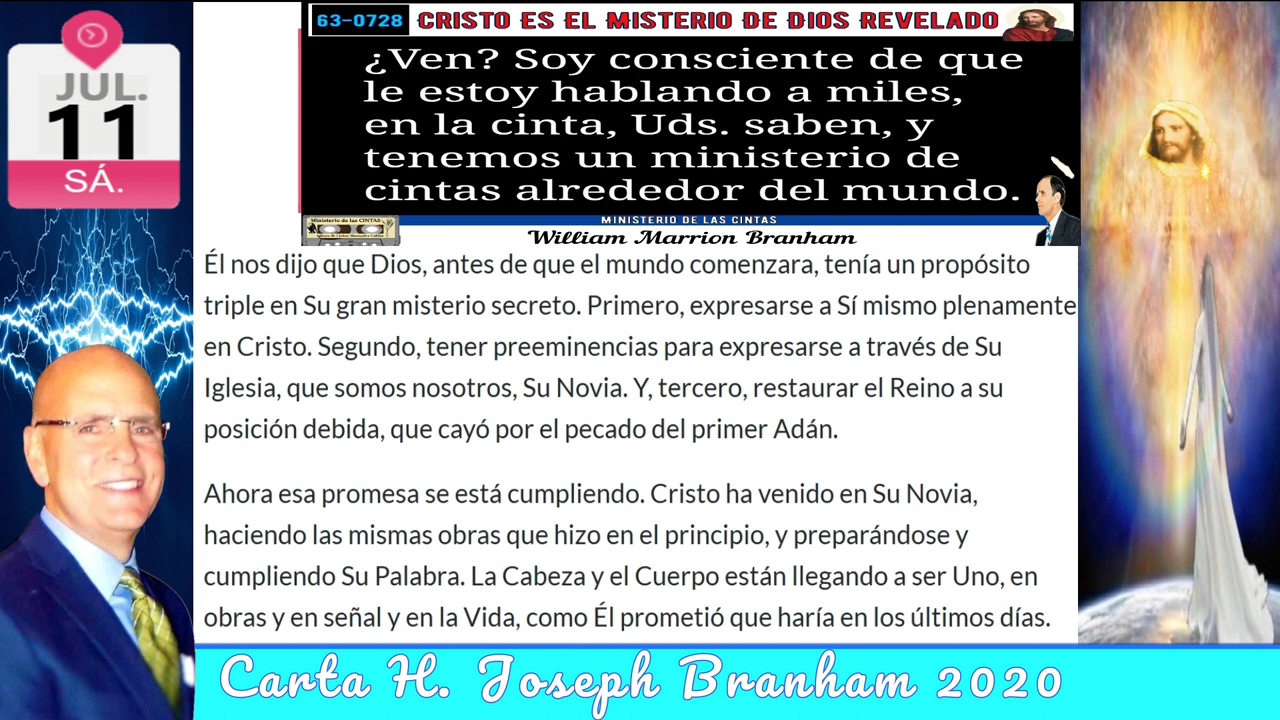 JUL.
11
SÁ.
63-0728 CRISTO ES EL MISTERIO DE DIOS REVELADO
¿Ven? Soy consciente de que
le estoy hablando a miles,
en la cinta, Uds. saben, y
tenemos un ministerio de
cintas alrededor del mundo.
Ministerio de las CINTAS
MINISTERIO DE LAS CINTAS
William Marrion Branham
Él nos dijo que Dios, antes de que el mundo comenzara, tenía un propósito
triple en Su gran misterio secreto. Primero, expresarse a Sí mismo plenamente
en Cristo. Segundo, tener preeminencias para expresarse a través de Su
Iglesia, que somos nosotros, Su Novia. Y, tercero, restaurar el Reino a su
posición debida, que cayó por el pecado del primer Adán.
Ahora esa promesa se está cumpliendo. Cristo ha venido en Su Novia,
haciendo las mismas obras que hizo en el principio, y preparándose y
cumpliendo Su Palabra. La Cabeza y el Cuerpo están llegando a ser Uno, en
obras y en señal y en la Vida, como Él prometió que haría en los últimos días.
Carta H. Joseph Branham 2020